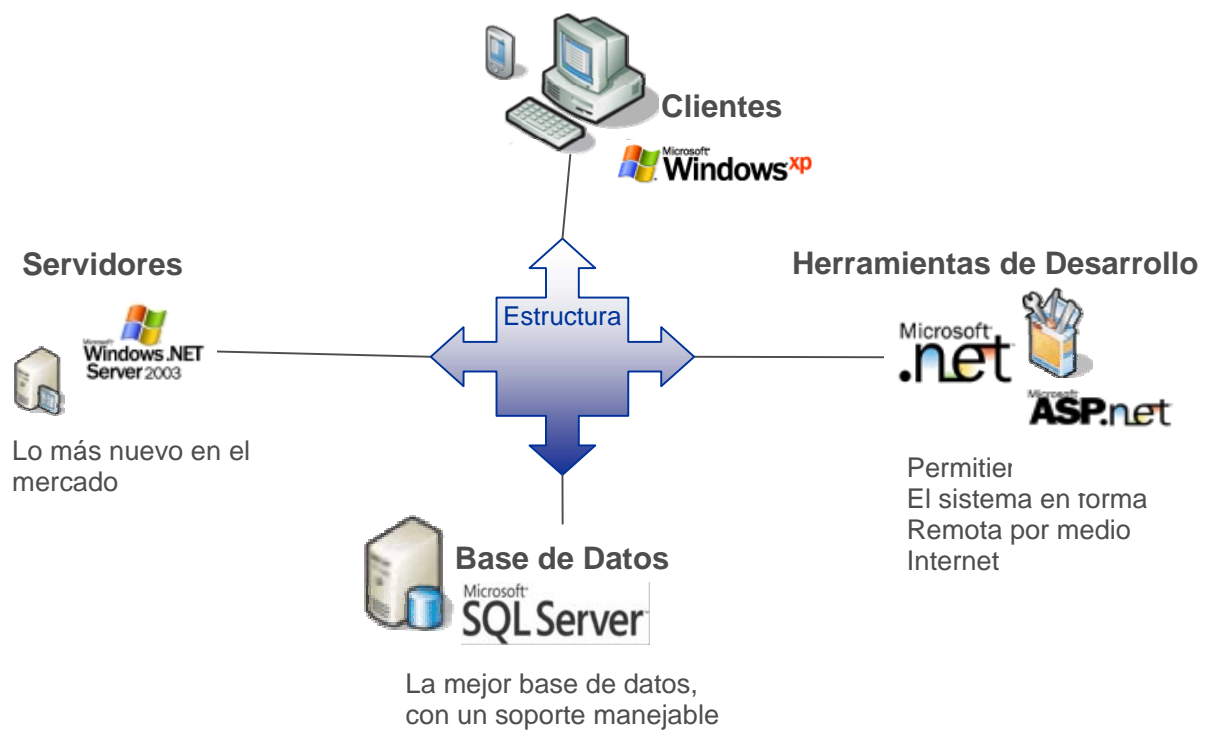 Clientes
Microsoft
Windows xp
Servidores
Windows .NET
Server 2003
Lo más nuevo en el
mercado
Estructura
Herramientas de Desarrollo
Microsoft
.net
Microsoft
ASP.net
Permitier
El sistema en forma
Remota por medio
Internet
Base de Datos
Microsoft
SQL Server
La mejor base de datos,
con un soporte manejable